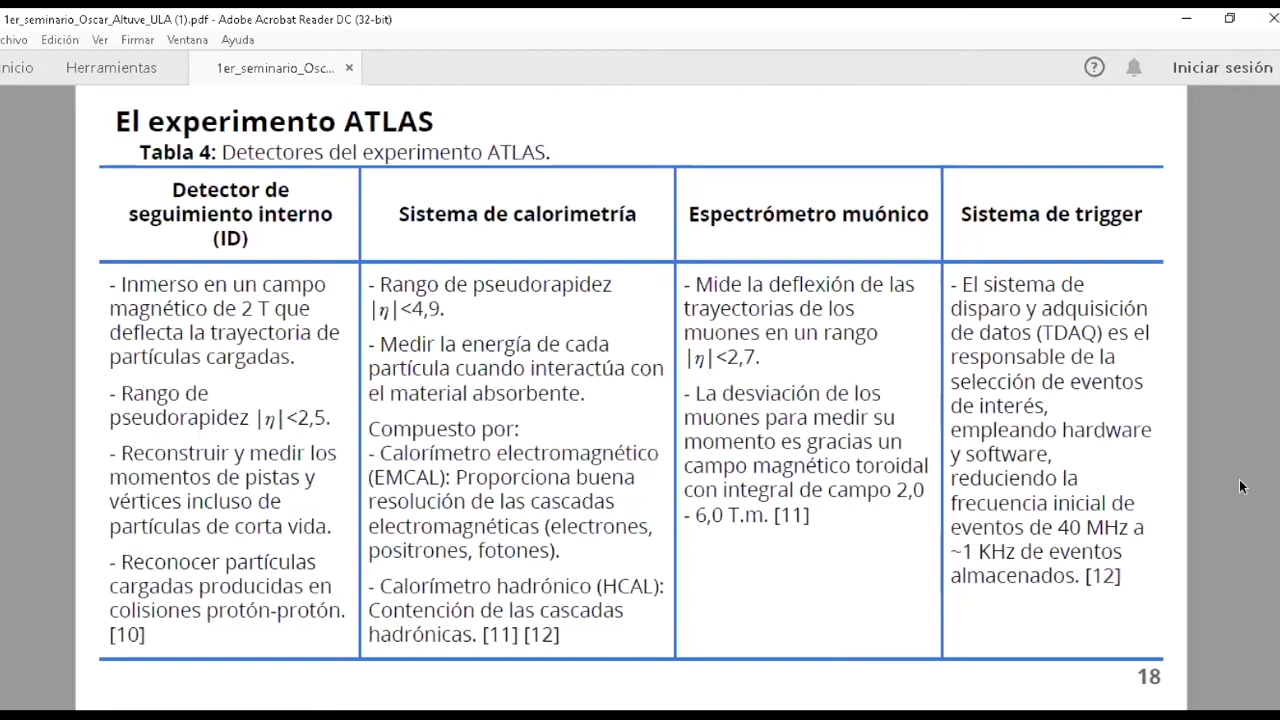 1er_seminario_Oscar_Altuve_ULA (1).pdf - Adobe Acrobat Reader DC (32-bit)
chivo Edición Ver Firmar Ventana Ayuda
nicio Herramientas 1er_seminario_Osc... × ? Iniciar sesión
El experimento ATLAS
Tabla 4: Detectores del experimento ATLAS.
Detector de
seguimiento interno
(ID)
Sistema de calorimetría
Espectrómetro muónico
Sistema de trigger
- Inmerso en un campo
magnético de 2 T que
deflecta la trayectoria de
partículas cargadas.
- Rango de
pseudorapidez |η|<2,5.
- Reconstruir y medir los
momentos de pistas y
vértices incluso de
partículas de corta vida.
- Reconocer partículas
cargadas producidas en
colisiones protón-protón.
[10]
- Rango de pseudorapidez
|η|<4,9.
- Medir la energía de cada
partícula cuando interactúa con
el material absorbente.
Compuesto por:
- Calorímetro electromagnético
(EMCAL): Proporciona buena
resolución de las cascadas
electromagnéticas (electrones,
positrones, fotones).
- Calorímetro hadrónico (HCAL):
Contención de las cascadas
hadrónicas. [11] [12]
- Mide la deflexión de las
trayectorias de los
muones en un rango
|η|<2,7.
- La desviación de los
muones para medir su
momento es gracias un
campo magnético toroidal
con integral de campo 2,0
- 6,0 T.m. [11]
- El sistema de
disparo y adquisición
de datos (TDAQ) es el
responsable de la
selección de eventos
de interés,
empleando hardware
y software,
reduciendo la
frecuencia inicial de
eventos de 40 MHz a
~1 KHz de eventos
almacenados. [12]
18